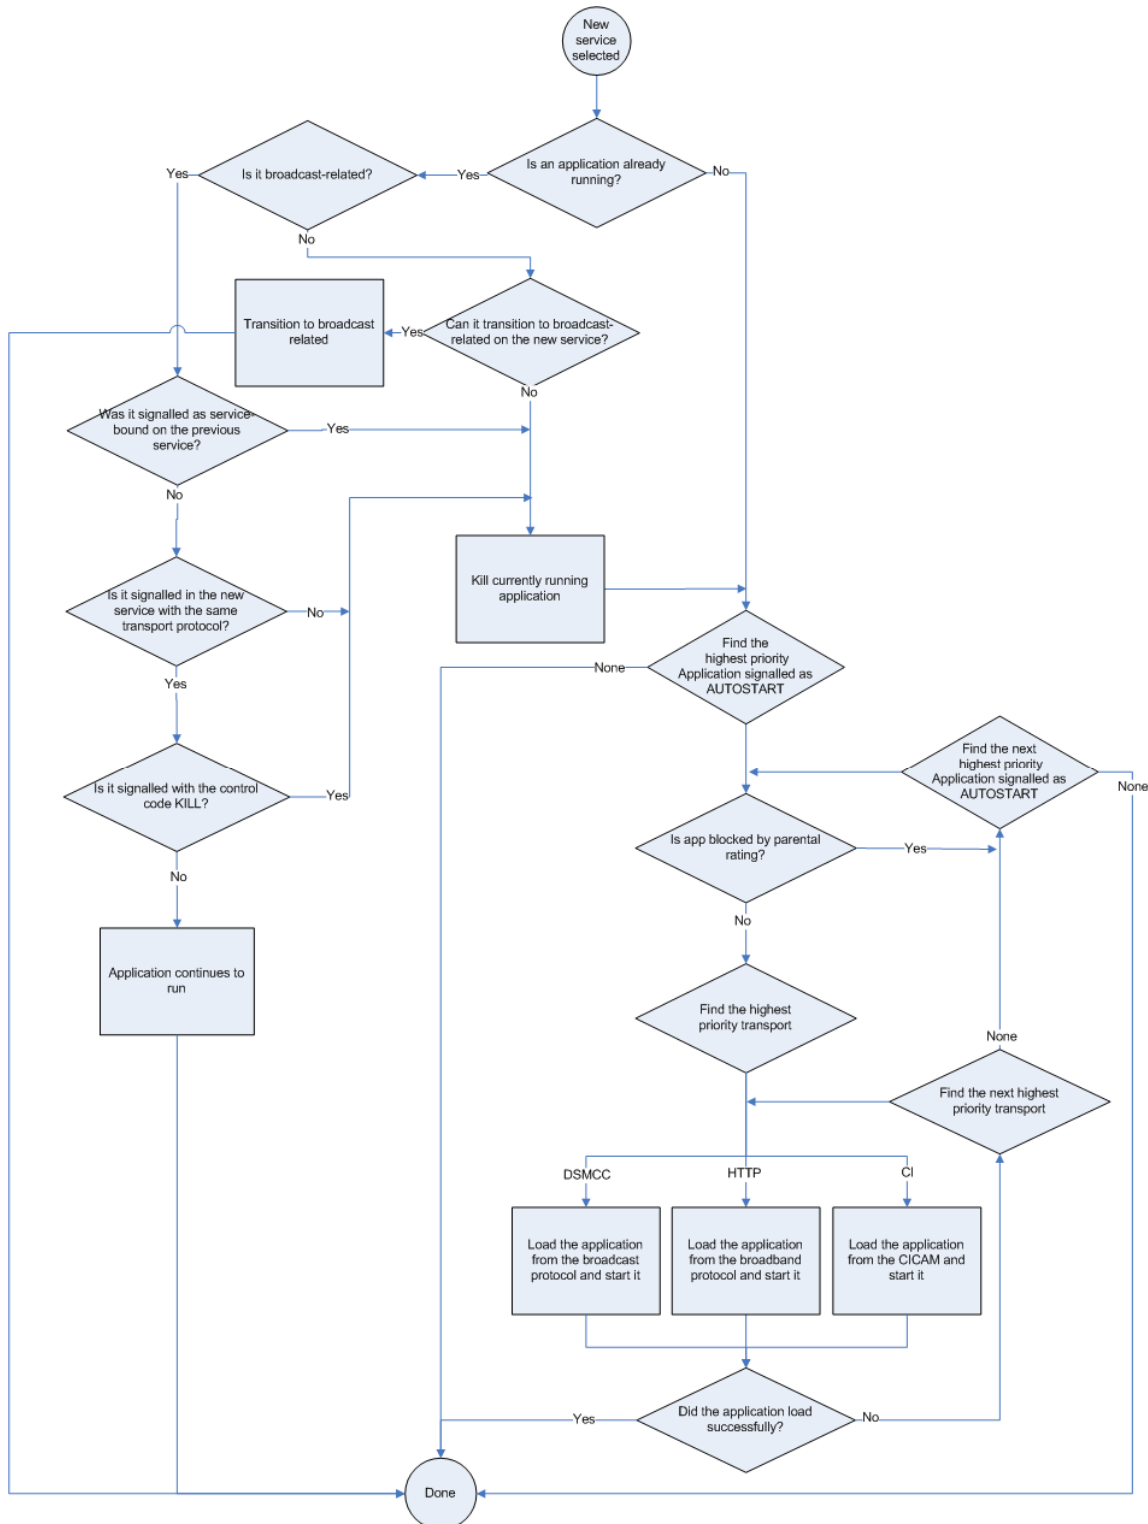 New
service
selected
Is an application already
running?
Yes
No
Is it broadcast-related?
Yes
No
Can it transition to broadcast-
related on the new service?
Yes
No
Transition to broadcast
related
Was it signalled as service-
bound on the previous
service?
Yes
No
Is it signalled in the new
service with the same
transport protocol?
No
Yes
Kill currently running
application
Is it signalled with the control
code KILL?
Yes
No
Application continues to
run
Find the
highest priority
Application signalled as
AUTOSTART
None
Find the next
highest priority
Application signalled as
AUTOSTART
None
Is app blocked by parental
rating?
Yes
No
Find the highest
priority transport
None
Find the next highest
priority transport
DSMCC
HTTP
CI
Load the application
from the broadcast
protocol and start it
Load the application
from the broadband
protocol and start it
Load the application
from the CICAM and
start it
Did the application load
successfully?
Yes
No
Done